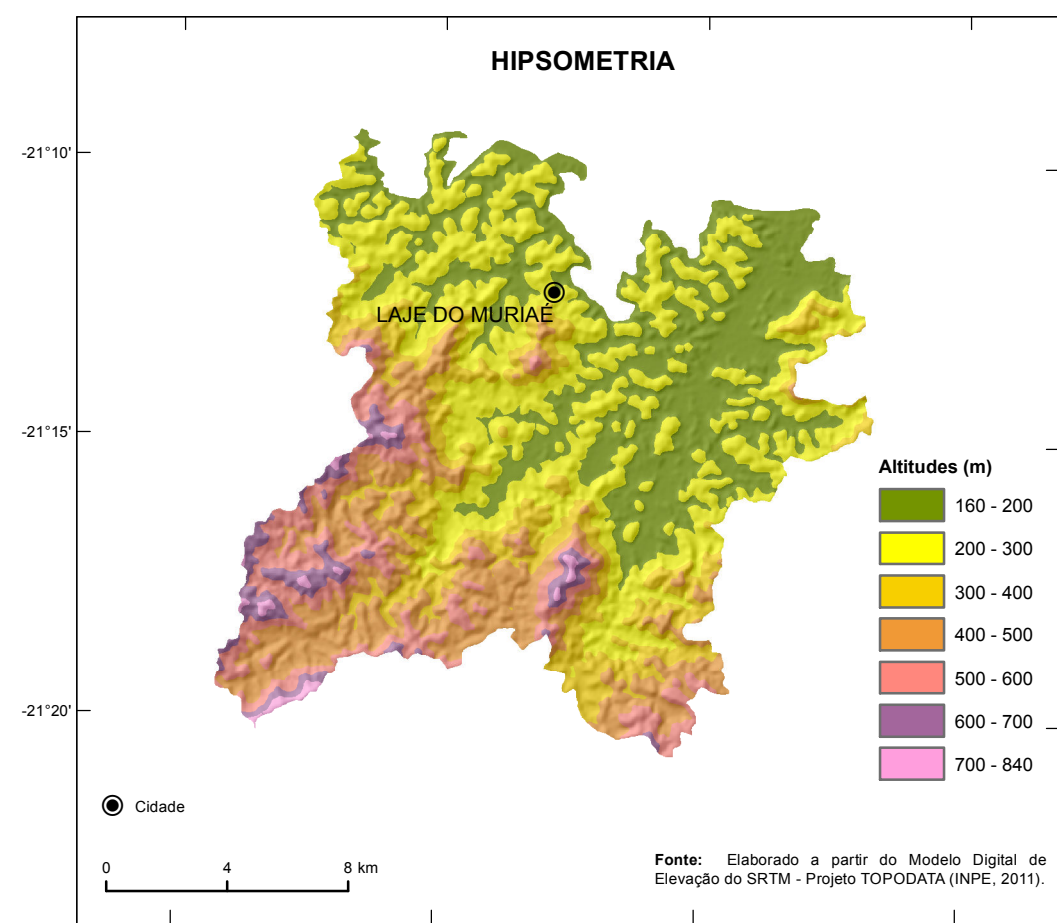 HIPSOMETRIA
-21°10'
LAJE DO MURIAÉ
-21°15'
Altitudes (m)
160 - 200
200 - 300
300 - 400
400 - 500
500 - 600
600 - 700
700 - 840
-21°20'
Cidade
0 4 8 km
Fonte: Elaborado a partir do Modelo Digital de
Elevação do SRTM - Projeto TOPODATA (INPE, 2011).